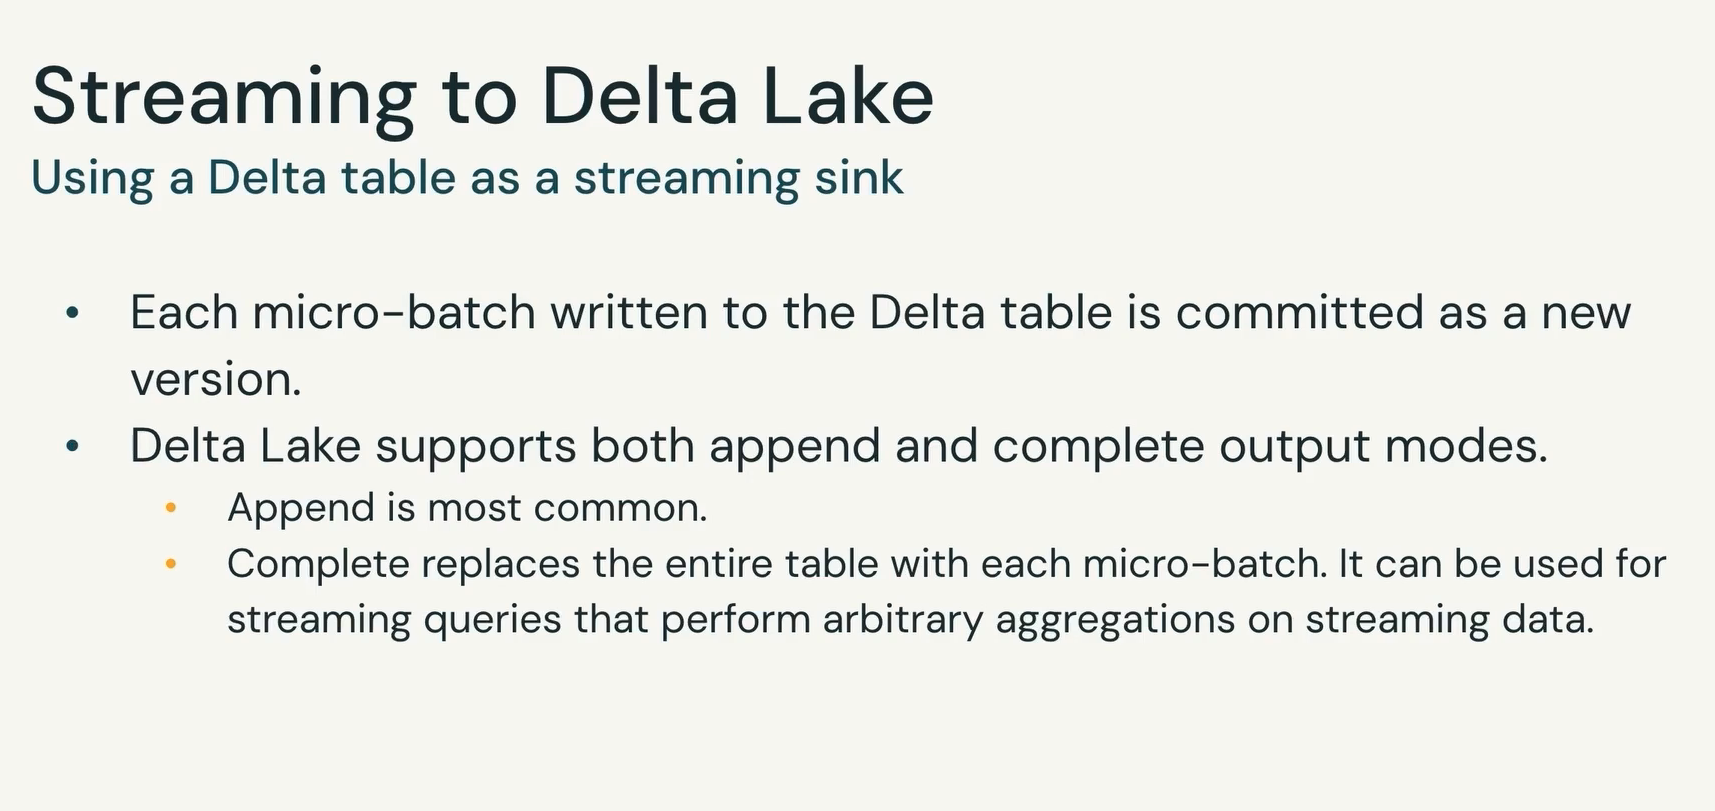 Streaming to Delta Lake
Using a Delta table as a streaming sink
• Each micro-batch written to the Delta table is committed as a new
version.
• Delta Lake supports both append and complete output modes.
• Append is most common.
• Complete replaces the entire table with each micro-batch. It can be used for
streaming queries that perform arbitrary aggregations on streaming data.